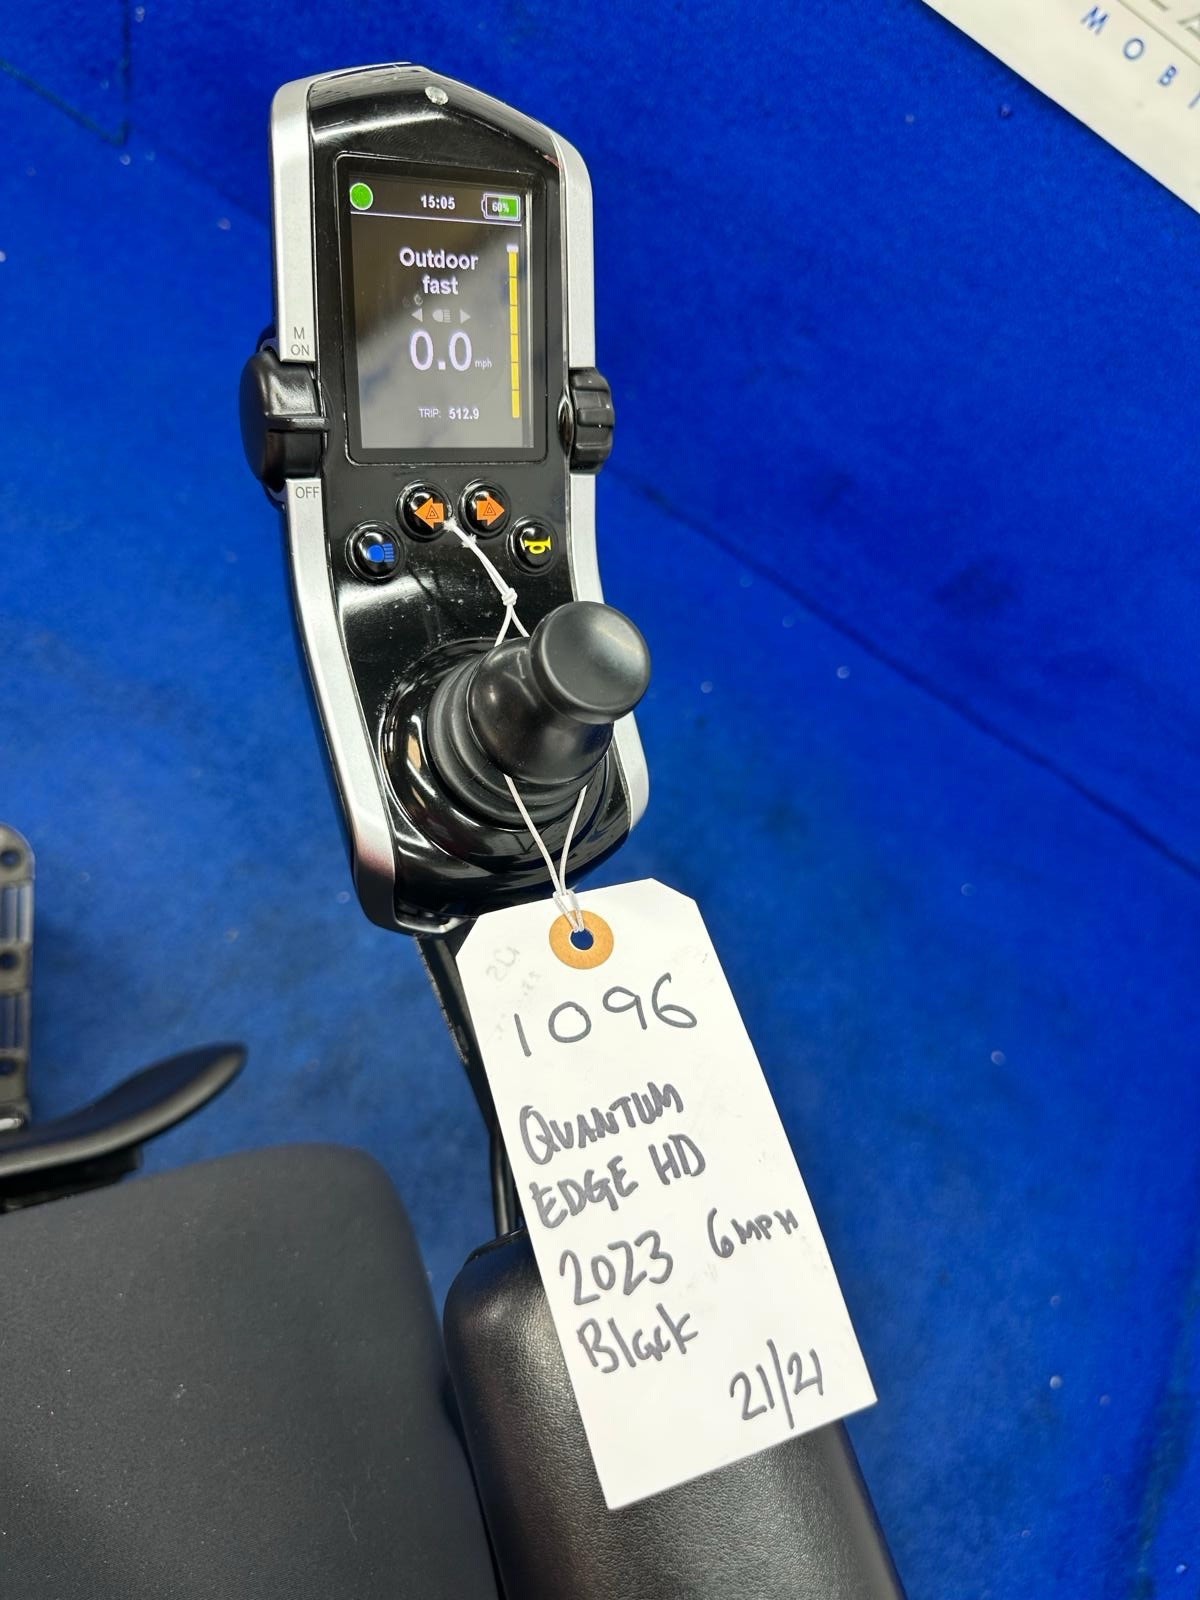 MOBI
15:05 60%
Outdoor
fast
0.0 mph
TRIP: 512.9
M
ON
OFF
1096
QUANTUM
EDGE HD
2023 6MPH
Black
21/21